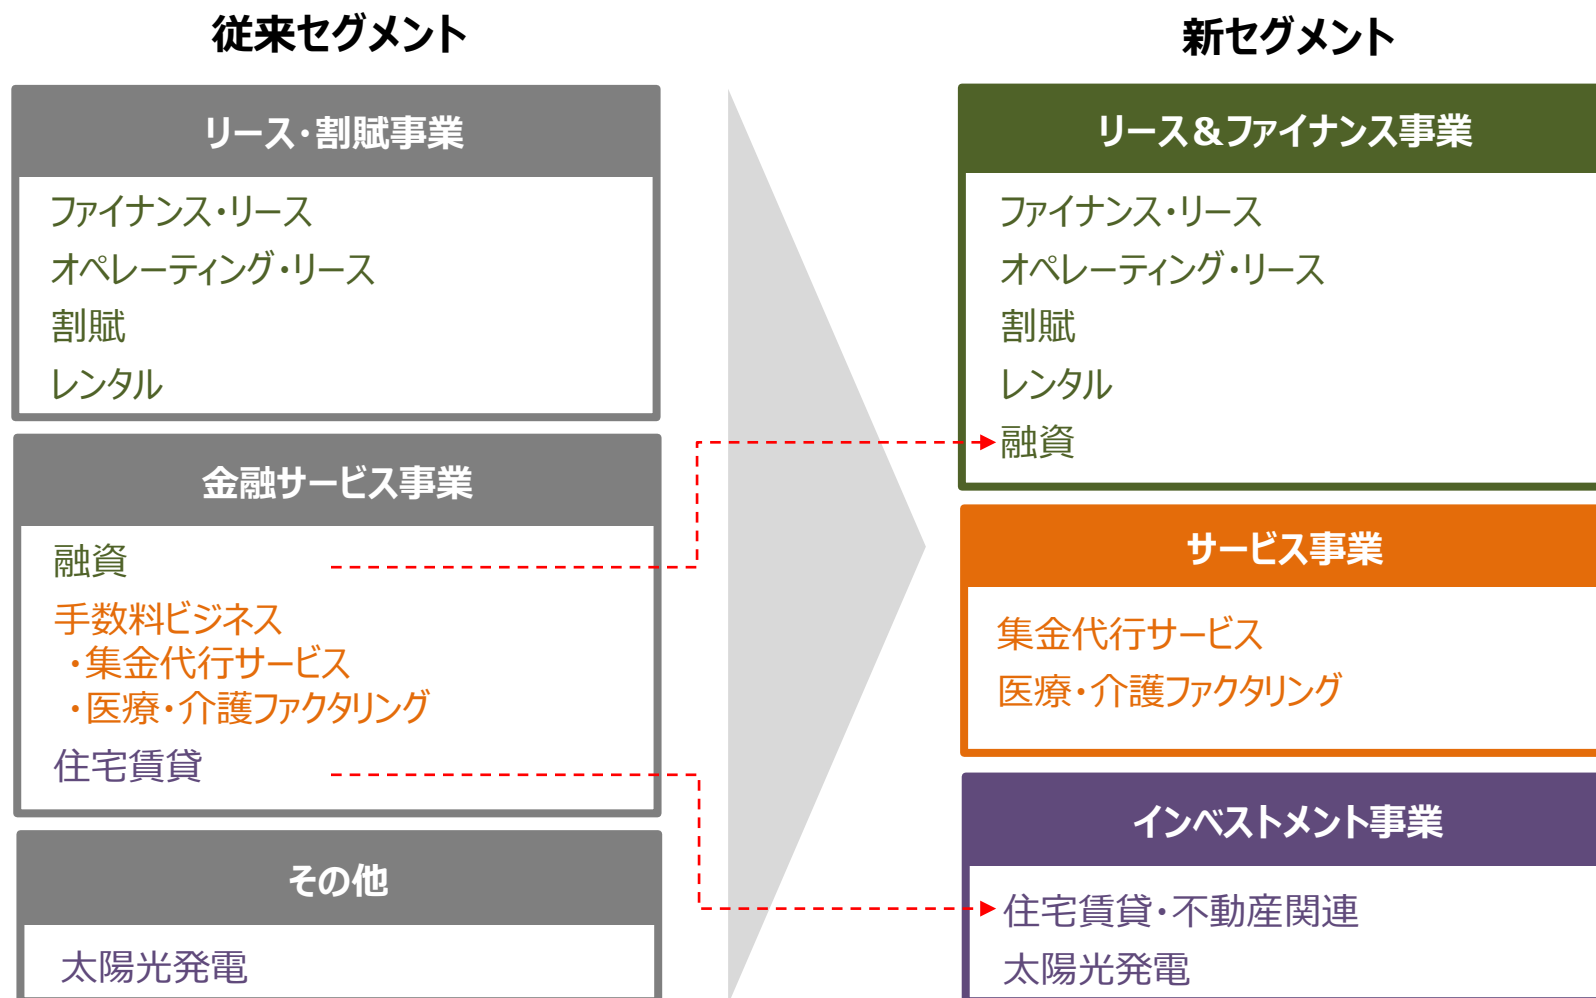 従来セグメント
リース・割賦事業
ファイナンス・リース
オペレーティング・リース
割賦
レンタル
金融サービス事業
融資
手数料ビジネス
・集金代行サービス
・医療・介護ファクタリング
住宅賃貸
その他
太陽光発電
新セグメント
リース&ファイナンス事業
ファイナンス・リース
オペレーティング・リース
割賦
レンタル
融資
サービス事業
集金代行サービス
医療・介護ファクタリング
インベストメント事業
住宅賃貸・不動産関連
太陽光発電